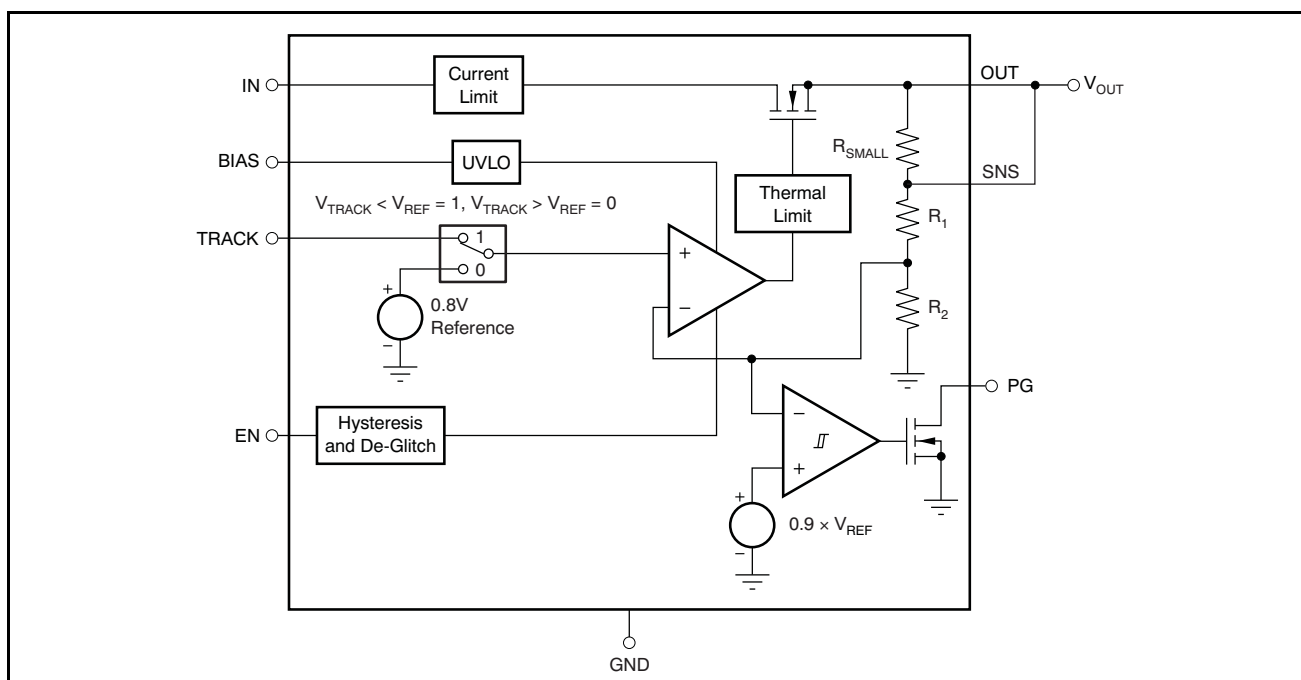 IN
Current
Limit
OUT
V_OUT
BIAS
UVLO
R_SMALL
SNS
V_TRACK < V_REF = 1, V_TRACK > V_REF = 0
Thermal
Limit
R_1
TRACK
1
0
+
−
+
0.8V
Reference
−
R_2
EN
Hysteresis
and De-Glitch
PG
−
+
+
0.9 × V_REF
−
GND